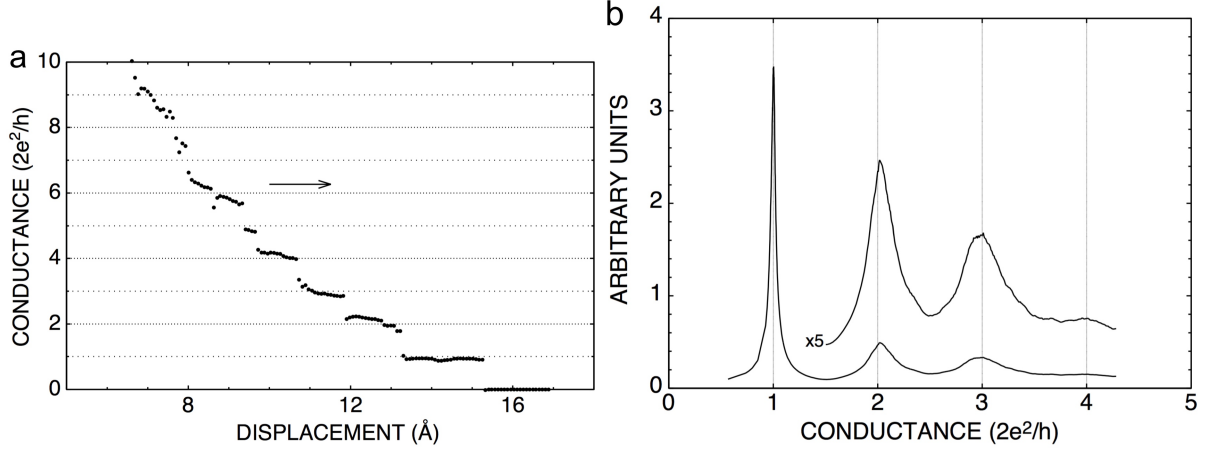 a
10
8
6
4
2
0
CONDUCTANCE (2e²/h)
8 12 16
DISPLACEMENT (Å)
b
4
3
2
1
0
ARBITRARY UNITS
x5
0 1 2 3 4 5
CONDUCTANCE (2e²/h)